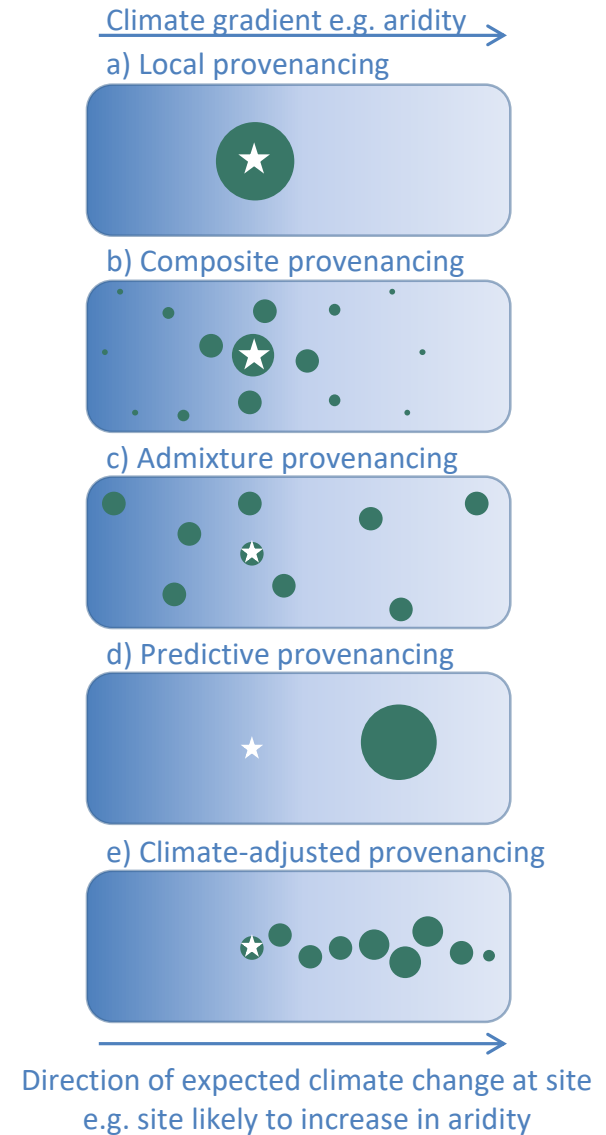 Climate gradient e.g. aridity
a) Local provenancing
b) Composite provenancing
c) Admixture provenancing
d) Predictive provenancing
e) Climate-adjusted provenancing
Direction of expected climate change at site
e.g. site likely to increase in aridity